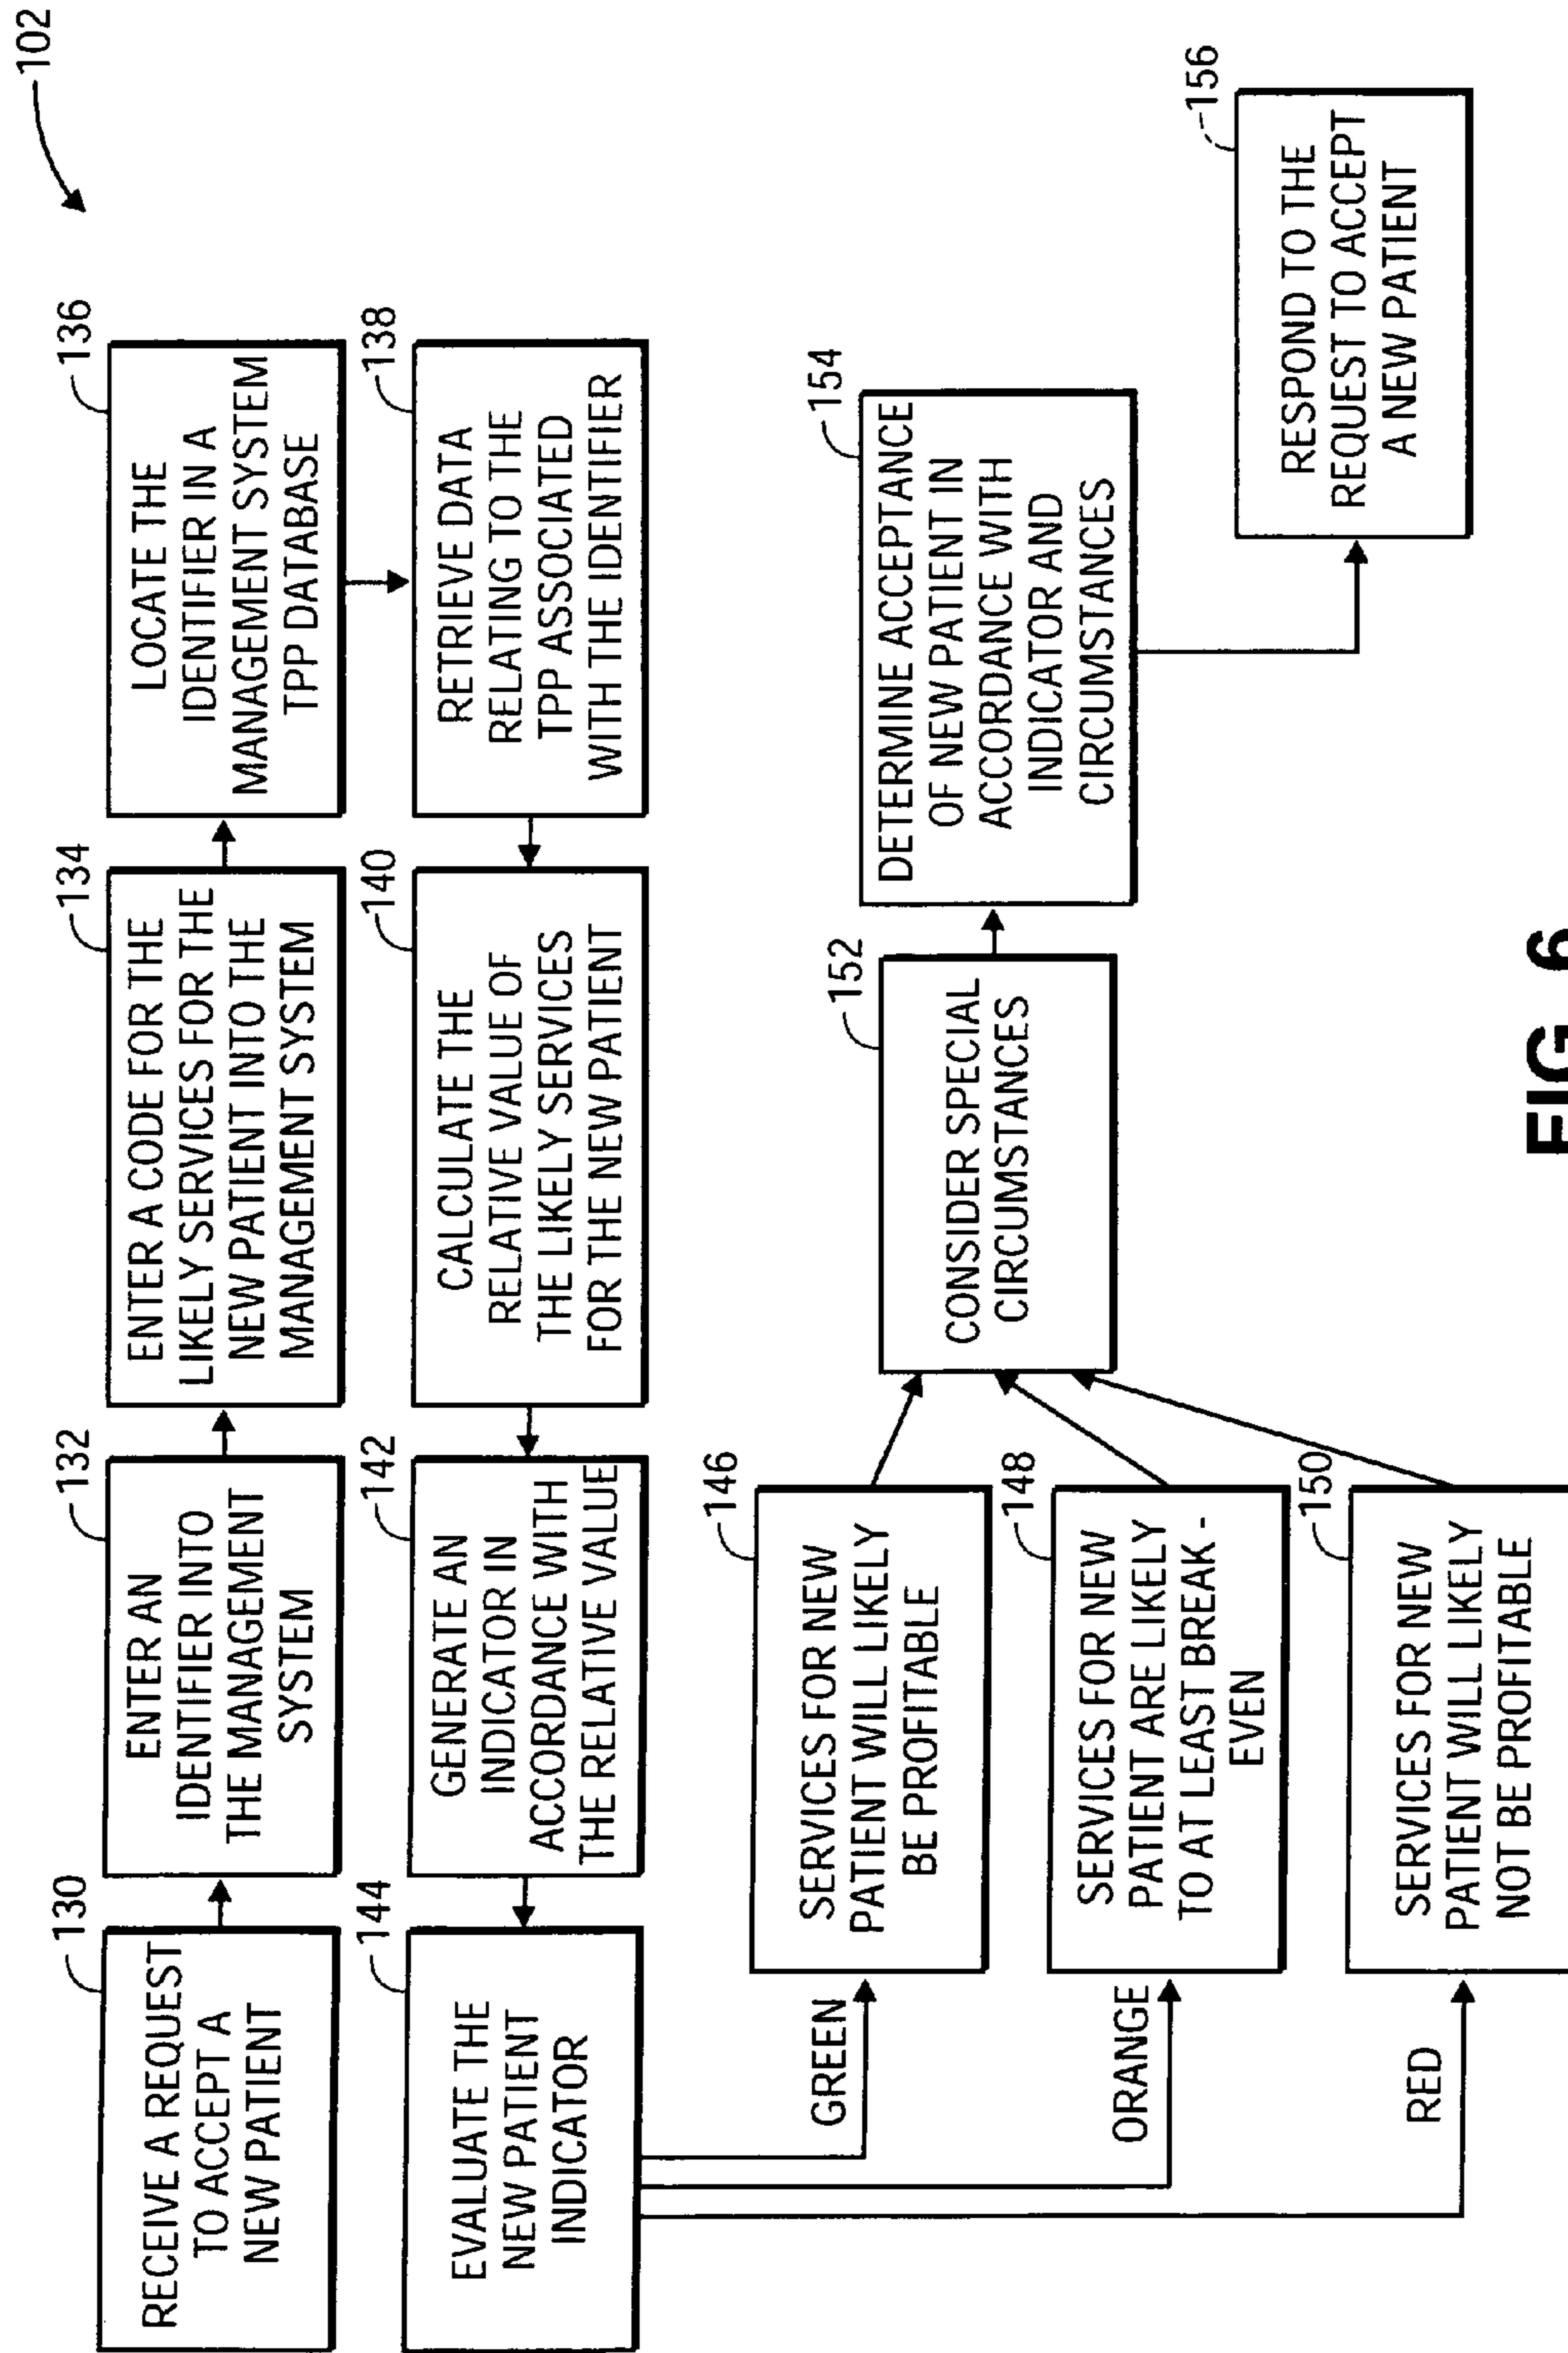 102
130
RECEIVE A REQUEST
TO ACCEPT A
NEW PATIENT
132
ENTER AN
IDENTIFIER INTO
THE MANAGEMENT
SYSTEM
134
ENTER A CODE FOR THE
LIKELY SERVICES FOR THE
NEW PATIENT INTO THE
MANAGEMENT SYSTEM
136
LOCATE THE
IDENTIFIER IN A
MANAGEMENT SYSTEM
TPP DATABASE
138
RETRIEVE DATA
RELATING TO THE
TPP ASSOCIATED
WITH THE IDENTIFIER
140
CALCULATE THE
RELATIVE VALUE OF
THE LIKELY SERVICES
FOR THE NEW PATIENT
142
GENERATE AN
INDICATOR IN
ACCORDANCE WITH
THE RELATIVE VALUE
144
EVALUATE THE
NEW PATIENT
INDICATOR
GREEN
146
SERVICES FOR NEW
PATIENT WILL LIKELY
BE PROFITABLE
ORANGE
148
SERVICES FOR NEW
PATIENT ARE LIKELY
TO AT LEAST BREAK-
EVEN
RED
150
SERVICES FOR NEW
PATIENT WILL LIKELY
NOT BE PROFITABLE
152
CONSIDER SPECIAL
CIRCUMSTANCES
154
DETERMINE ACCEPTANCE
OF NEW PATIENT IN
ACCORDANCE WITH
INDICATOR AND
CIRCUMSTANCES
156
RESPOND TO THE
REQUEST TO ACCEPT
A NEW PATIENT
FIG 6